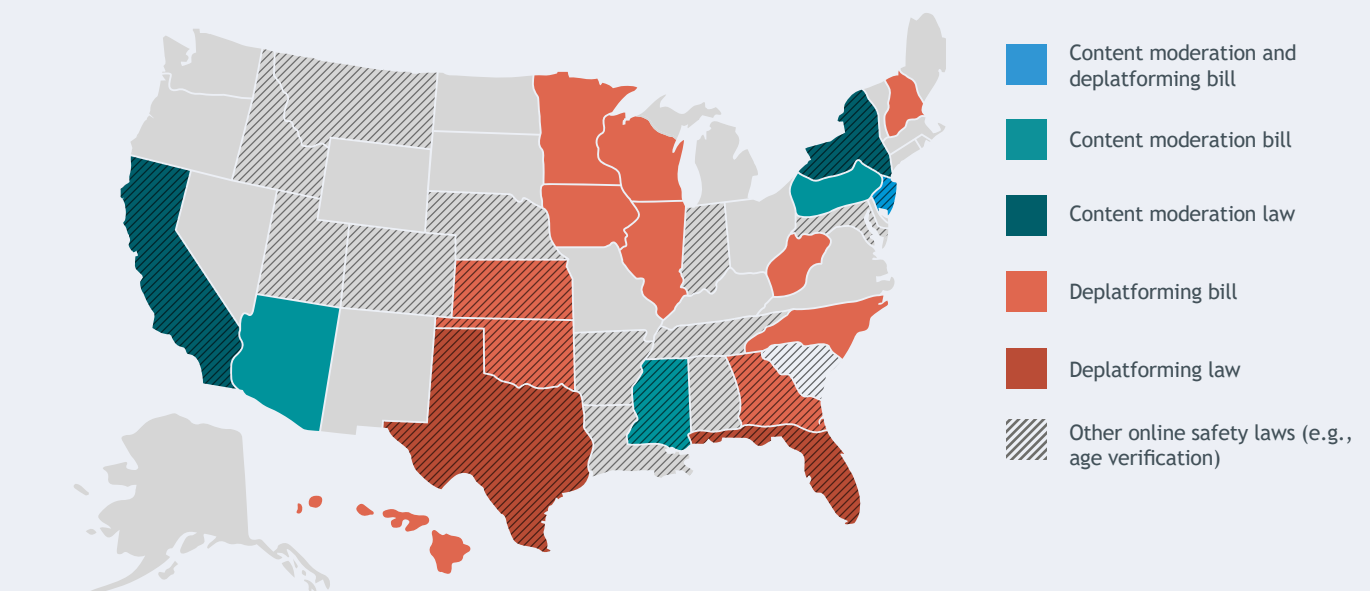 Content moderation and
deplatforming bill
Content moderation bill
Content moderation law
Deplatforming bill
Deplatforming law
Other online safety laws (e.g.,
age verification)